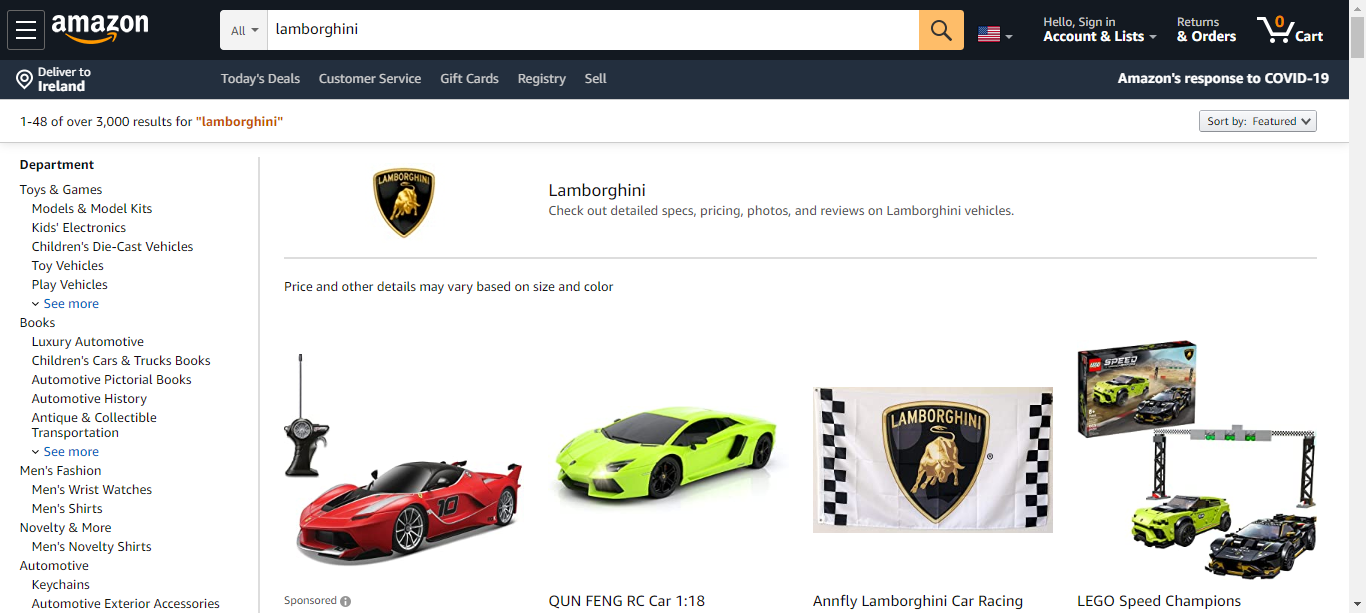 amazon
All
lamborghini
Hello, Sign in
Account & Lists
Returns
& Orders
0
Cart
Deliver to
Ireland
Today's Deals
Customer Service
Gift Cards
Registry
Sell
Amazon's response to COVID-19
1-48 of over 3,000 results for "lamborghini"
Sort by: Featured
Department
Toys & Games
Models & Model Kits
Kids' Electronics
Children's Die-Cast Vehicles
Toy Vehicles
Play Vehicles
See more
Books
Luxury Automotive
Children's Cars & Trucks Books
Automotive Pictorial Books
Automotive History
Antique & Collectible
Transportation
See more
Men's Fashion
Men's Wrist Watches
Men's Shirts
Novelty & More
Men's Novelty Shirts
Automotive
Keychains
Automotive Exterior Accessories
LAMBORGHINI
Lamborghini
Check out detailed specs, pricing, photos, and reviews on Lamborghini vehicles.
Price and other details may vary based on size and color
10
LAMBORGHINI
®
LEGO
SPEED
Sponsored
QUN FENG RC Car 1:18
Annfly Lamborghini Car Racing
LEGO Speed Champions